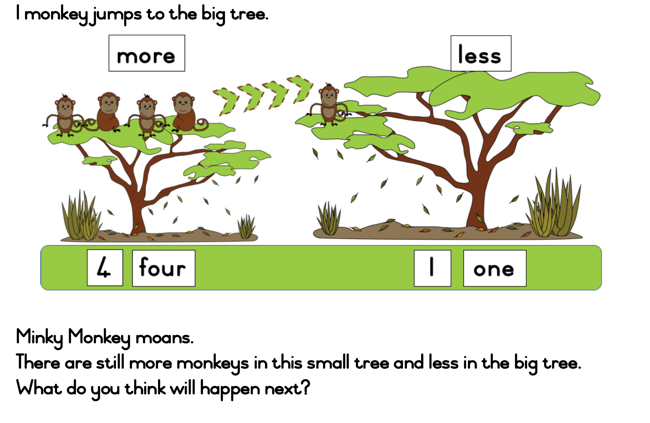 1 monkey jumps to the big tree.
more
less
4 four
1 one
Minky Monkey moans.
There are still more monkeys in this small tree and less in the big tree.
What do you think will happen next?